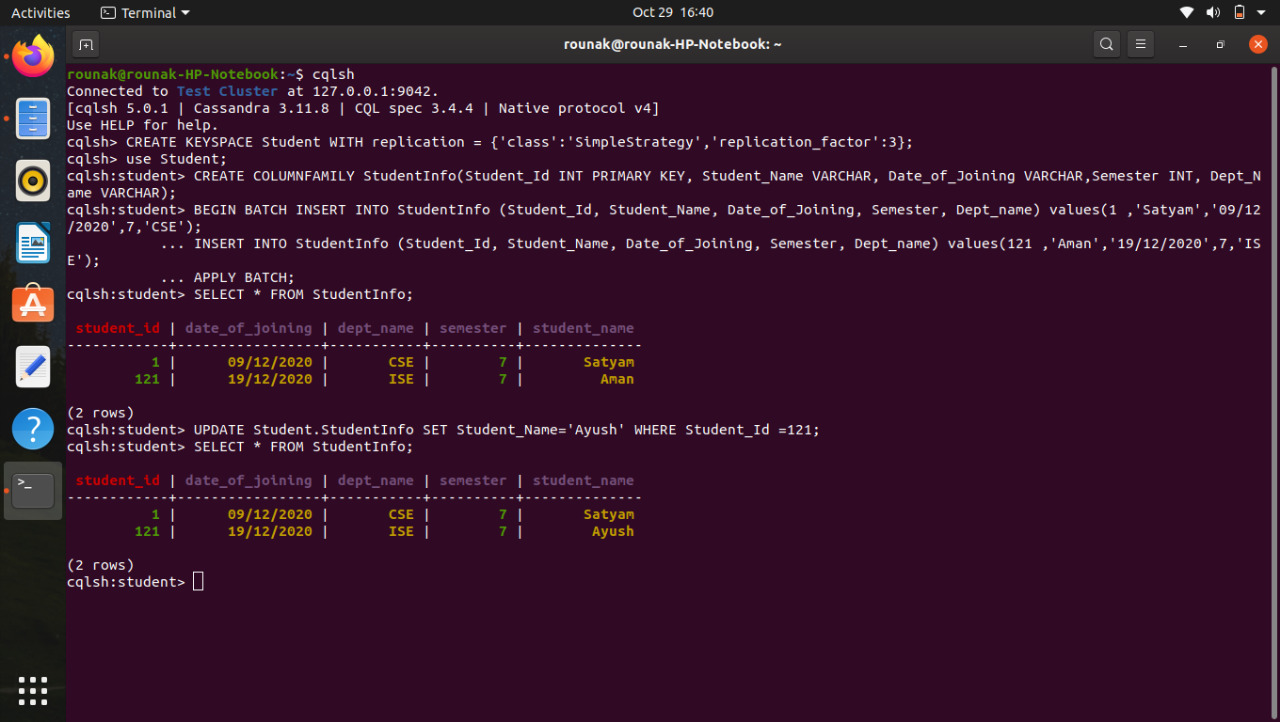 Activities Terminal Oct 29 16:40
rounak@rounak-HP-Notebook: ~
rounak@rounak-HP-Notebook:~$ cqlsh
Connected to Test Cluster at 127.0.0.1:9042.
[cqlsh 5.0.1 | Cassandra 3.11.8 | CQL spec 3.4.4 | Native protocol v4]
Use HELP for help.
cqlsh> CREATE KEYSPACE Student WITH replication = {'class':'SimpleStrategy','replication_factor':3};
cqlsh> use Student;
cqlsh:student> CREATE COLUMNFAMILY StudentInfo(Student_Id INT PRIMARY KEY, Student_Name VARCHAR, Date_of_Joining VARCHAR,Semester INT, Dept_N
ame VARCHAR);
cqlsh:student> BEGIN BATCH INSERT INTO StudentInfo (Student_Id, Student_Name, Date_of_Joining, Semester, Dept_name) values(1 ,'Satyam','09/12
/2020',7,'CSE');
           ... INSERT INTO StudentInfo (Student_Id, Student_Name, Date_of_Joining, Semester, Dept_name) values(121 ,'Aman','19/12/2020',7,'IS
E');
           ... APPLY BATCH;
cqlsh:student> SELECT * FROM StudentInfo;
 student_id | date_of_joining | dept_name | semester | student_name
------------+-----------------+-----------+----------+--------------
          1 |      09/12/2020 |       CSE |        7 |       Satyam
        121 |      19/12/2020 |       ISE |        7 |         Aman
(2 rows)
cqlsh:student> UPDATE Student.StudentInfo SET Student_Name='Ayush' WHERE Student_Id =121;
cqlsh:student> SELECT * FROM StudentInfo;
 student_id | date_of_joining | dept_name | semester | student_name
------------+-----------------+-----------+----------+--------------
          1 |      09/12/2020 |       CSE |        7 |       Satyam
        121 |      19/12/2020 |       ISE |        7 |        Ayush
(2 rows)
cqlsh:student>